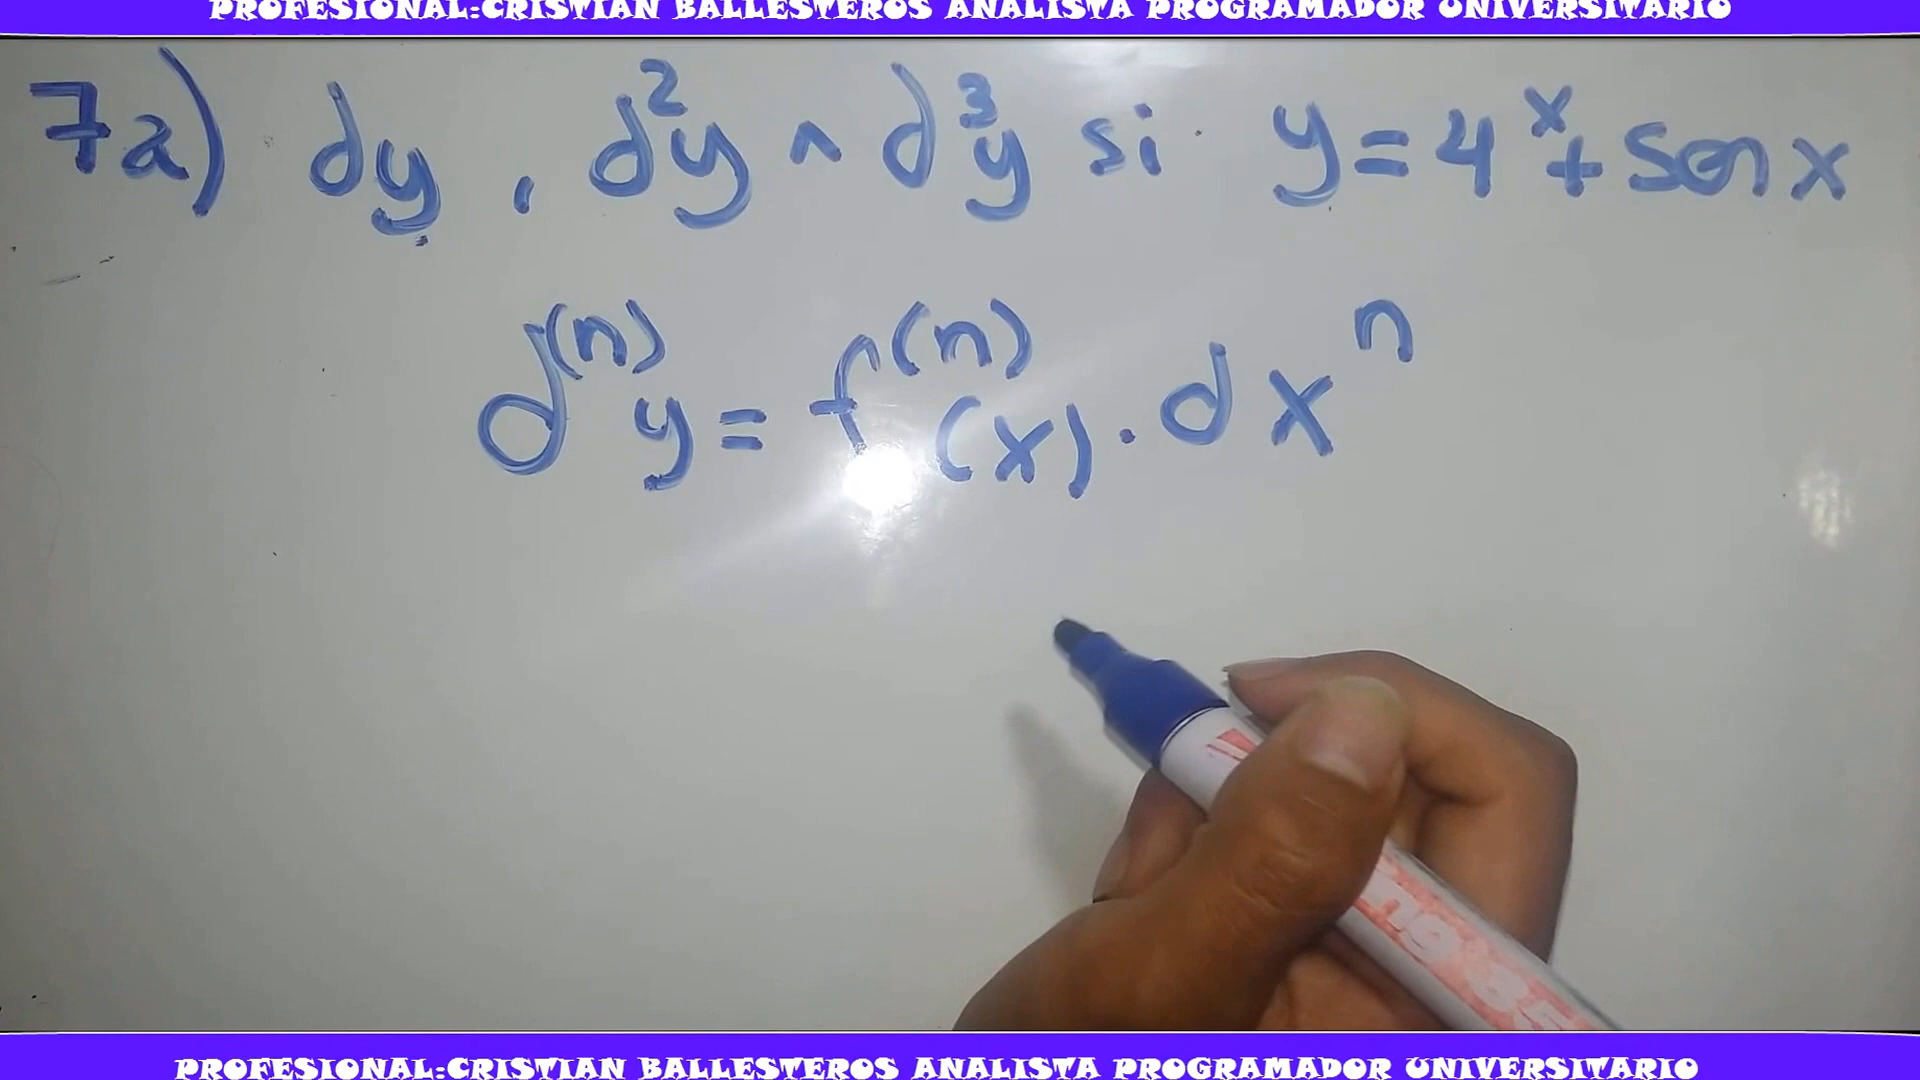 PROFESIONAL:CRISTIAN BALLESTEROS ANALISTA PROGRAMADOR UNIVERSITARIO
7a) dy, d²y ^ d³y si y=4ˣ+sen x
d⁽ⁿ⁾y=f⁽ⁿ⁾(x).dxⁿ
PROFESIONAL:CRISTIAN BALLESTEROS ANALISTA PROGRAMADOR UNIVERSITARIO